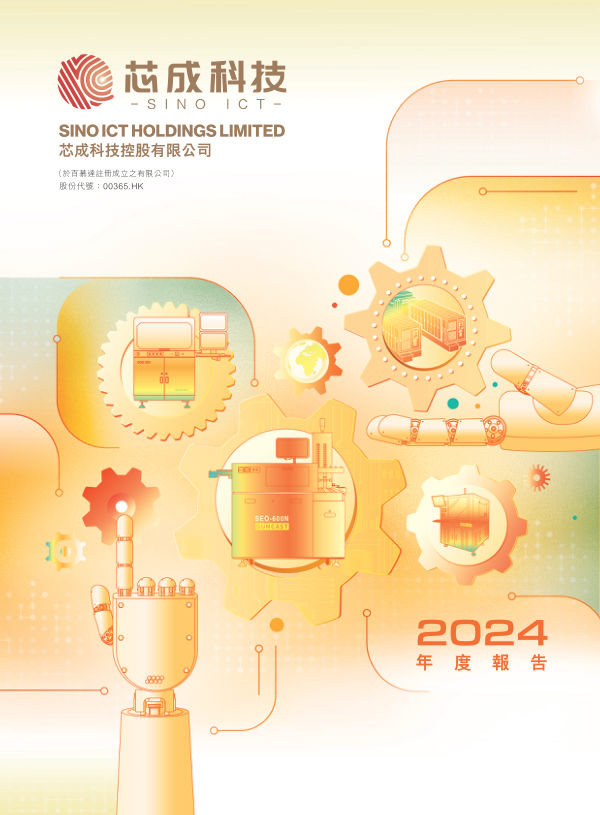 芯成科技
-SINO ICT-
SINO ICT HOLDINGS LIMITED
芯成科技控股有限公司
（於百慕達註冊成立之有限公司）
股份代號：00365.HK
SEO-600N
SUNEAST
2024
年度報告